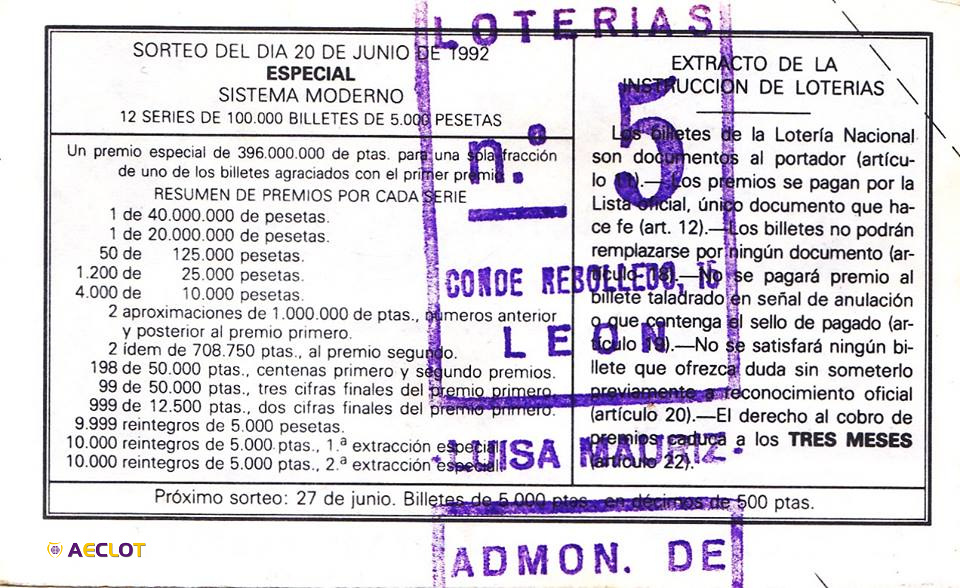 SORTEO DEL DIA 20 DE JUNIO DE 1992
ESPECIAL
SISTEMA MODERNO
12 SERIES DE 100.000 BILLETES DE 5.000 PESETAS
Un premio especial de 396.000.000 de ptas. para una sola fracción
de uno de los billetes agraciados con el primer premio
RESUMEN DE PREMIOS POR CADA SERIE
1 de 40.000.000 de pesetas.
1 de 20.000.000 de pesetas.
50 de 125.000 pesetas.
1.200 de 25.000 pesetas.
4.000 de 10.000 pesetas.
2 aproximaciones de 1.000.000 de ptas., números anterior
y posterior al premio primero.
2 ídem de 708.750 ptas., al premio segundo.
198 de 50.000 ptas., centenas primero y segundo premios.
99 de 50.000 ptas., tres cifras finales del premio primero.
999 de 12.500 ptas., dos cifras finales del premio primero.
9.999 reintegros de 5.000 pesetas.
10.000 reintegros de 5.000 ptas., 1.ª extracción especial.
10.000 reintegros de 5.000 ptas., 2.ª extracción especial.
EXTRACTO DE LA
INSTRUCCION DE LOTERIAS
Los billetes de la Lotería Nacional
son documentos al portador (artícu-
lo 11).—Los premios se pagan por la
Lista oficial, único documento que ha-
ce fe (art. 12).—Los billetes no podrán
remplazarse por ningún documento (ar-
tículo 18).—No se pagará premio al
billete taladrado en señal de anulación
o que contenga el sello de pagado (ar-
tículo 19).—No se satisfará ningún bi-
llete que ofrezca duda sin someterlo
previamente a reconocimiento oficial
(artículo 20).—El derecho al cobro de
premios caduca a los TRES MESES
(artículo 22).
Próximo sorteo: 27 de junio. Billetes de 5.000 ptas. en décimos de 500 ptas.
LOTERIAS
n.º 5
CONDE REBOLLEDO, 15
LEON
·LUISA MAURIZ·
ADMON. DE
AECLOT